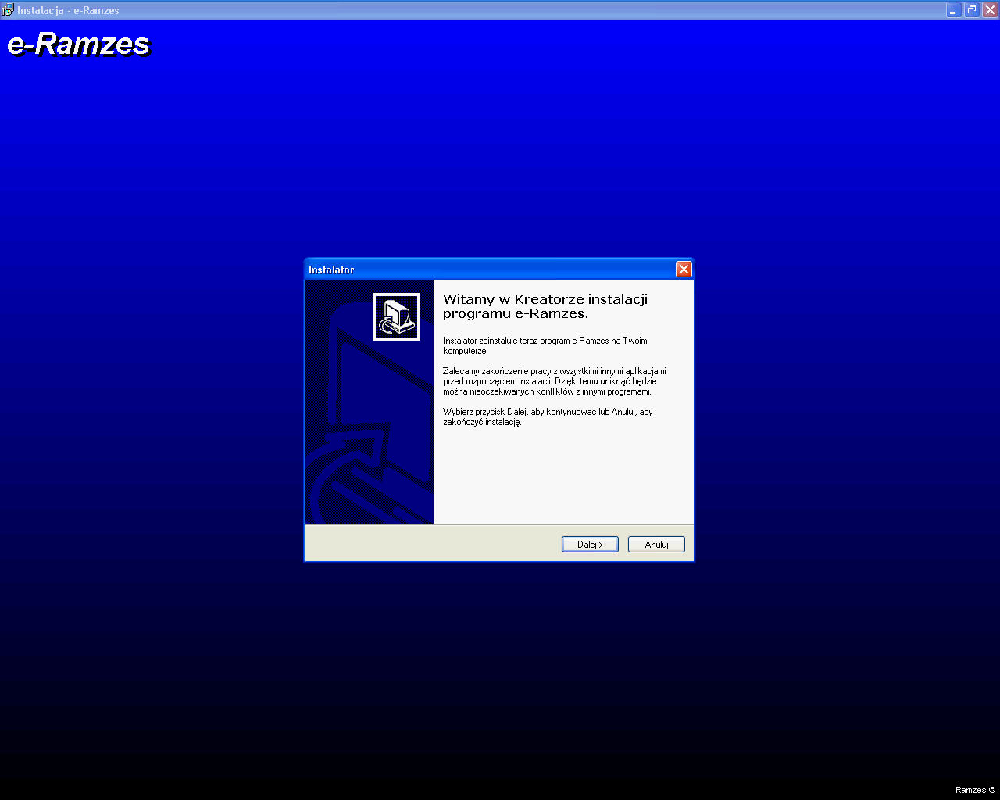 Instalacja - e-Ramzes
e-Ramzes
Instalator
Witamy w Kreatorze instalacji
programu e-Ramzes.
Instalator zainstaluje teraz program e-Ramzes na Twoim
komputerze.
Zalecamy zakończenie pracy z wszystkimi innymi aplikacjami
przed rozpoczęciem instalacji. Dzięki temu uniknąć będzie
można nieoczekiwanych konfliktów z innymi programami.
Wybierz przycisk Dalej, aby kontynuować lub Anuluj, aby
zakończyć instalację.
Dalej >
Anuluj
Ramzes ©